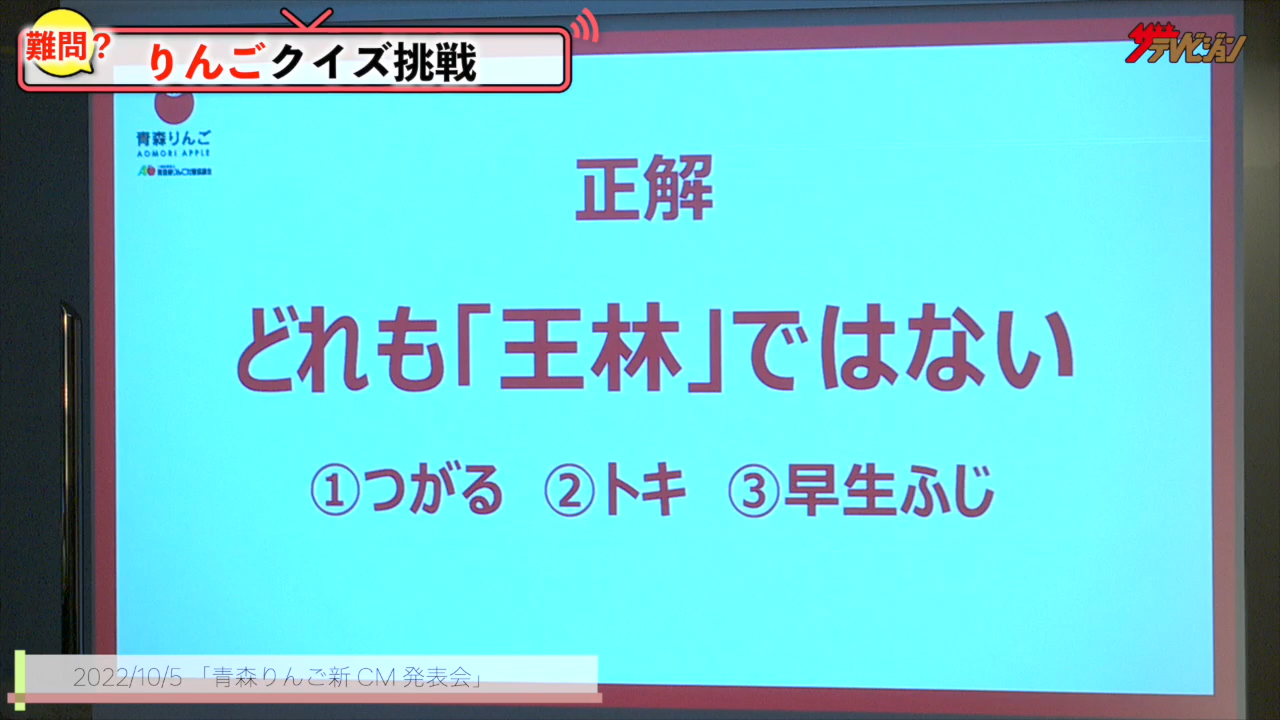 難問？
りんごクイズ挑戦
ザテレビジョン
青森りんご
AOMORI APPLE
正解
どれも「王林」ではない
①つがる ②トキ ③早生ふじ
2022/10/5 「青森りんご新CM発表会」